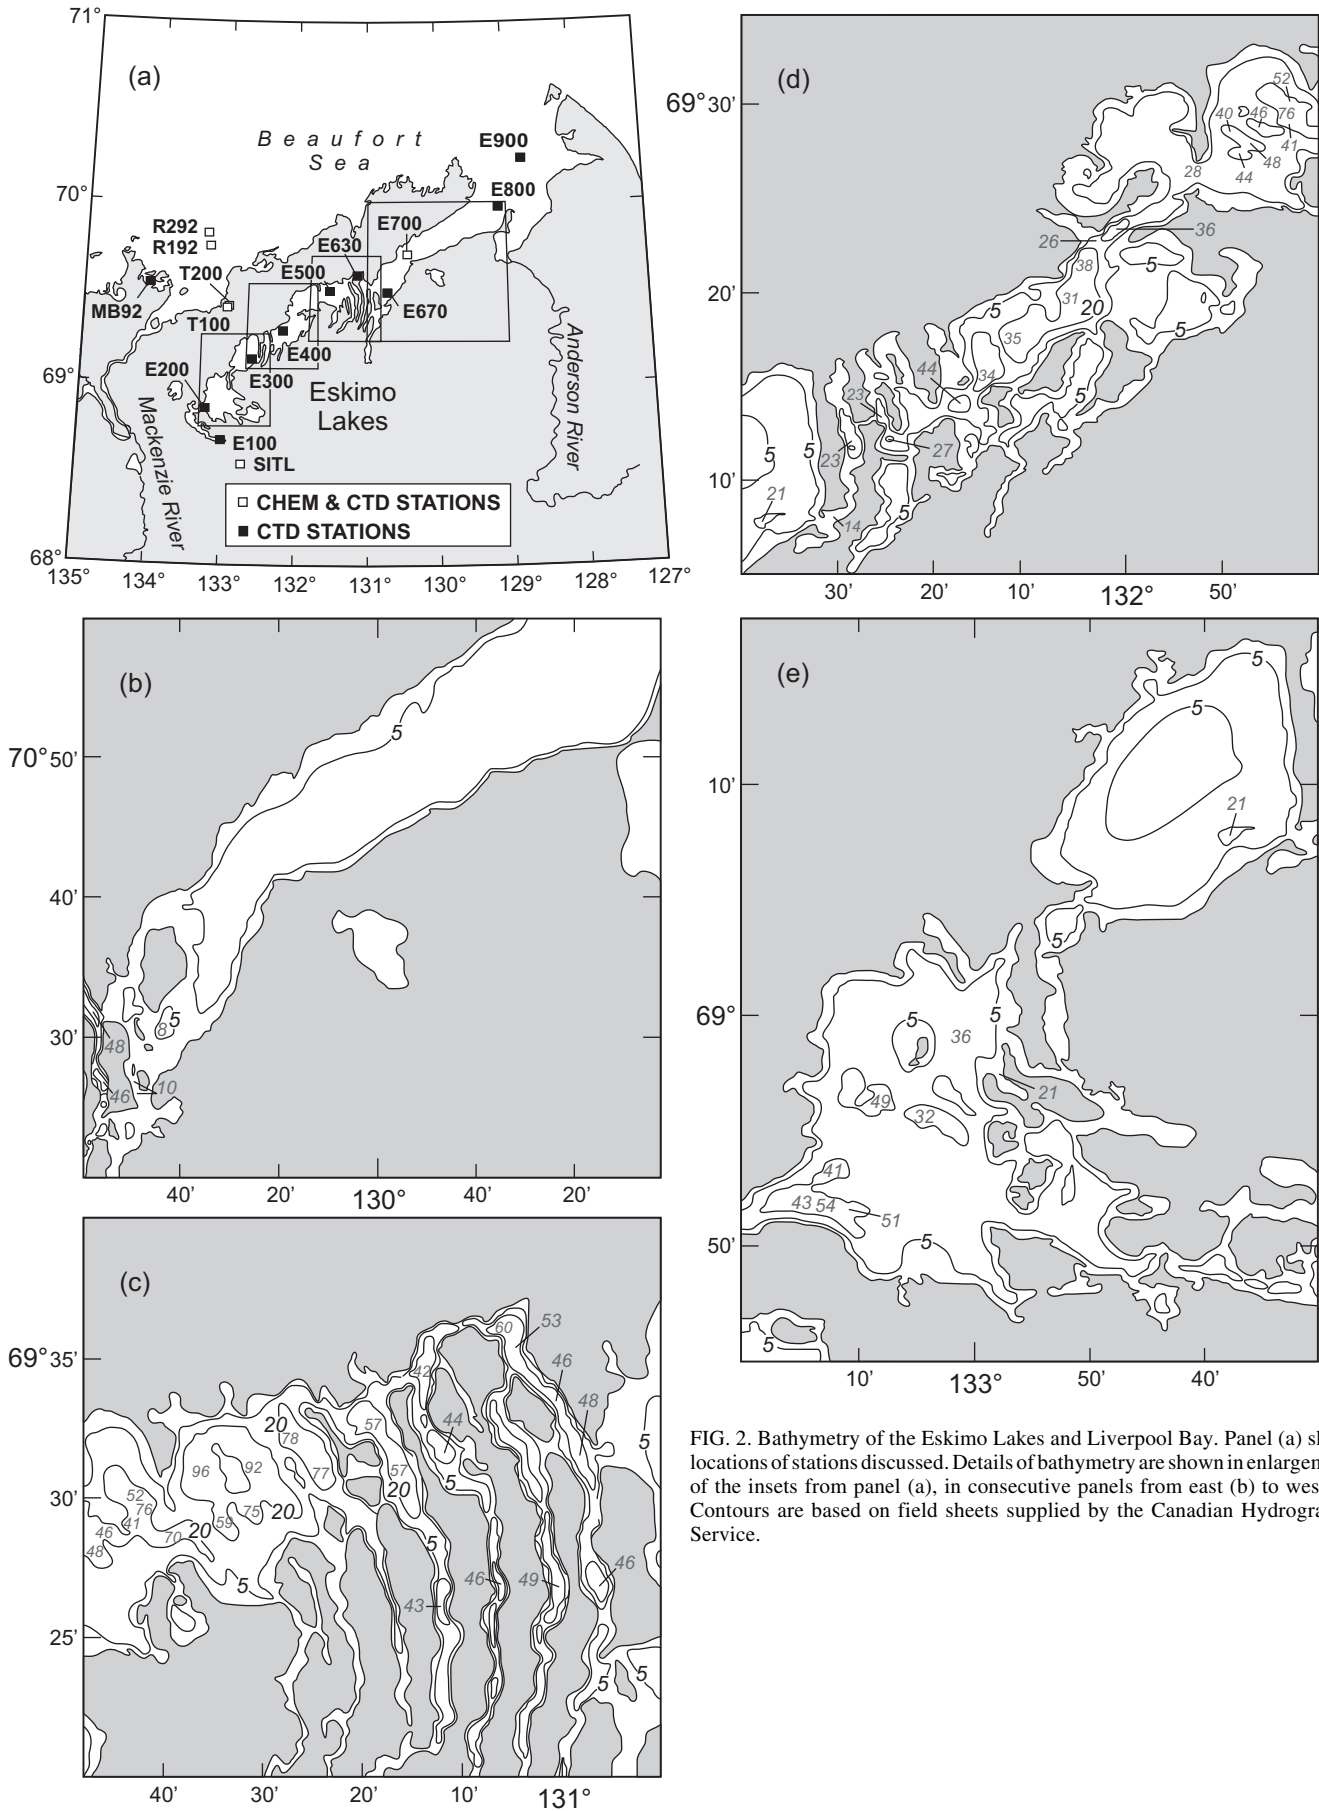 71°
(a)
Beaufort
Sea
E900
70°
E800
R292
R192
E700
E630
T200
E500
MB92
E670
T100
E400
69°
E200
E300
Eskimo
Lakes
E100
SITL
Mackenzie River
Anderson River
CHEM & CTD STATIONS
CTD STATIONS
68°
135° 134° 133° 132° 131° 130° 129° 128° 127°
(b)
5
70° 50’
40’
8 5
30’
48
46 10
40’ 20’ 130° 40’ 20’
(c)
60 53
69° 35’
42 46
48
20 57 44
78 5
96 92 77 57
5 20
30’
52
76 75 20
41 59
46 70 20
48 5
5 46 49 46
43
25’
5 5
40’ 30’ 20’ 10’ 131°
(d)
52
69° 30’
40 46 76
41
48
28 44
26 36
38 5
20’
31 20
5 35 5
44 34
23 5
5 5 23 27
10’
21 5
14
30’ 20’ 10’ 132° 50’
(e)
5
5
10’
21
5
69°
5 36 5
49 32 21
41
43 54 51
50’
5
5
10’ 133° 50’ 40’
FIG. 2. Bathymetry of the Eskimo Lakes and Liverpool Bay. Panel (a) sh
locations of stations discussed. Details of bathymetry are shown in enlargen
of the insets from panel (a), in consecutive panels from east (b) to wes
Contours are based on field sheets supplied by the Canadian Hydrogra
Service.